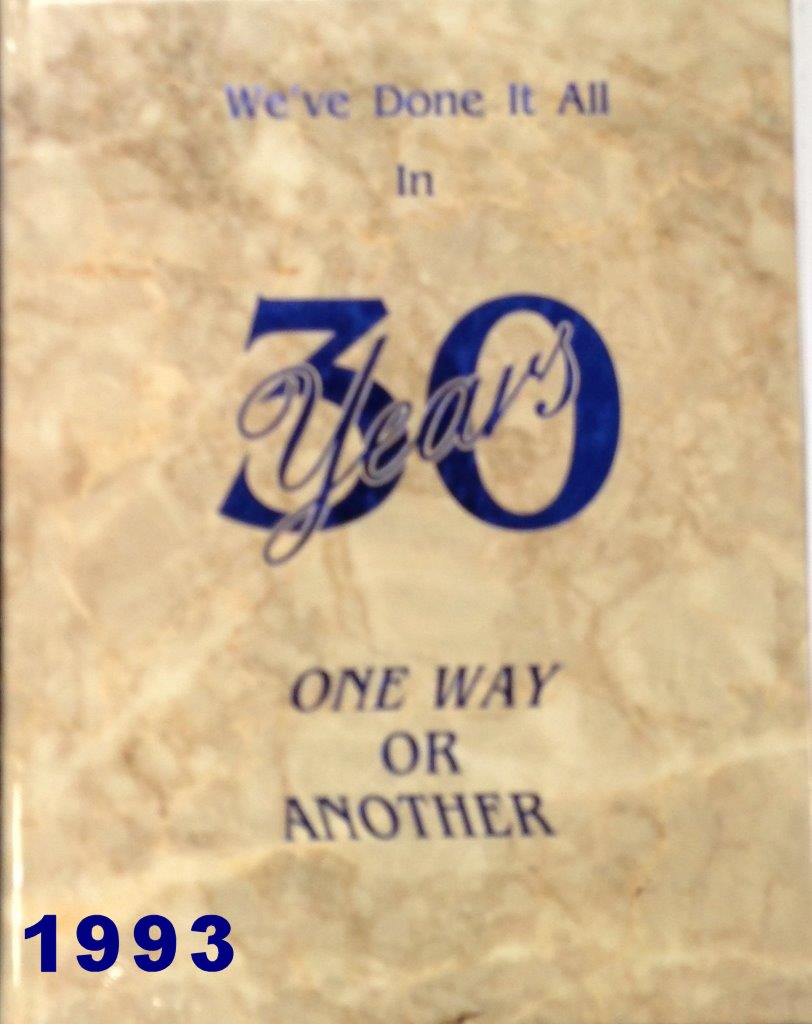 We've Done It All
In
30
Years
ONE WAY
OR
ANOTHER
1993